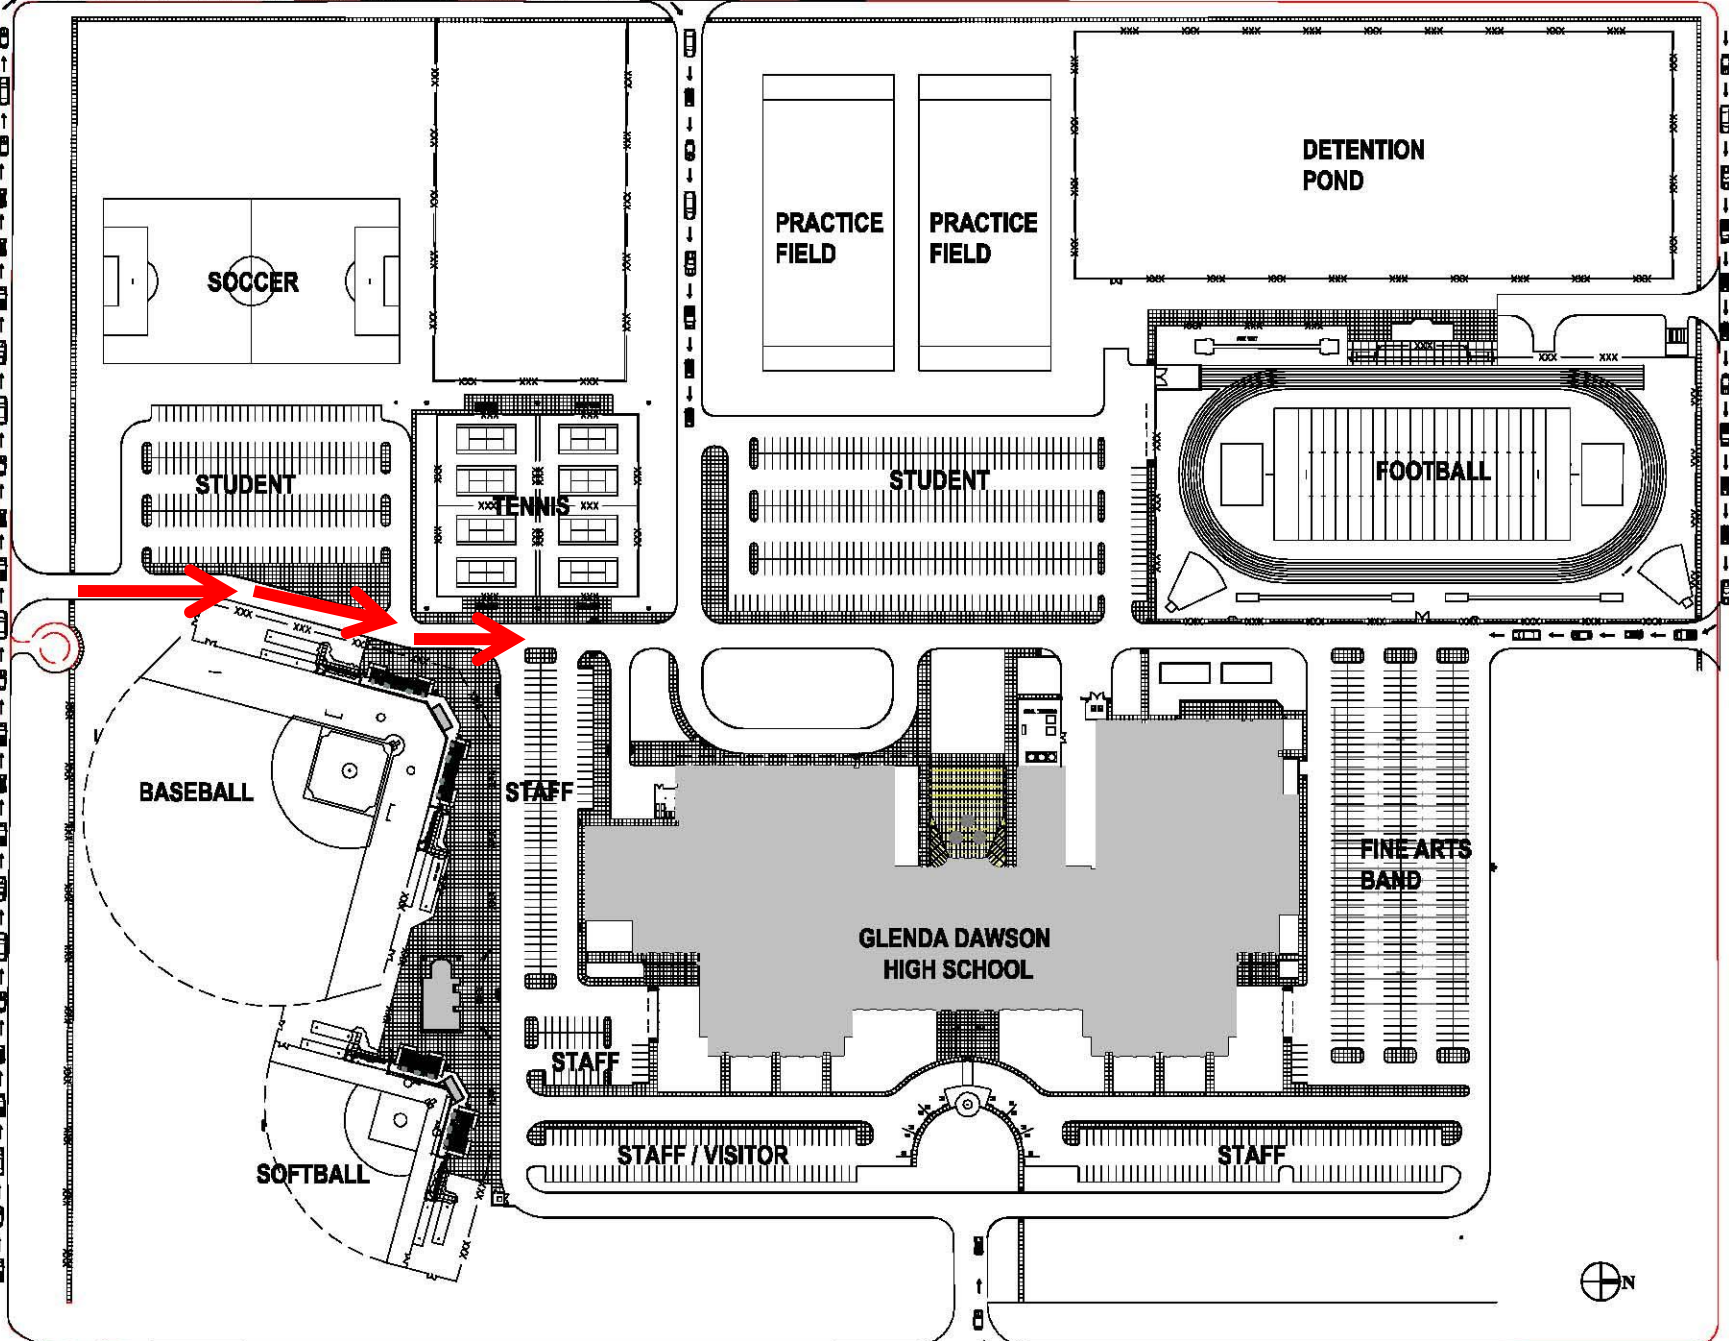 DETENTION
POND
PRACTICE
FIELD
PRACTICE
FIELD
SOCCER
STUDENT
TENNIS
STUDENT
FOOTBALL
BASEBALL
STAFF
FINE ARTS
BAND
GLENDA DAWSON
HIGH SCHOOL
STAFF
STAFF / VISITOR
STAFF
SOFTBALL
N